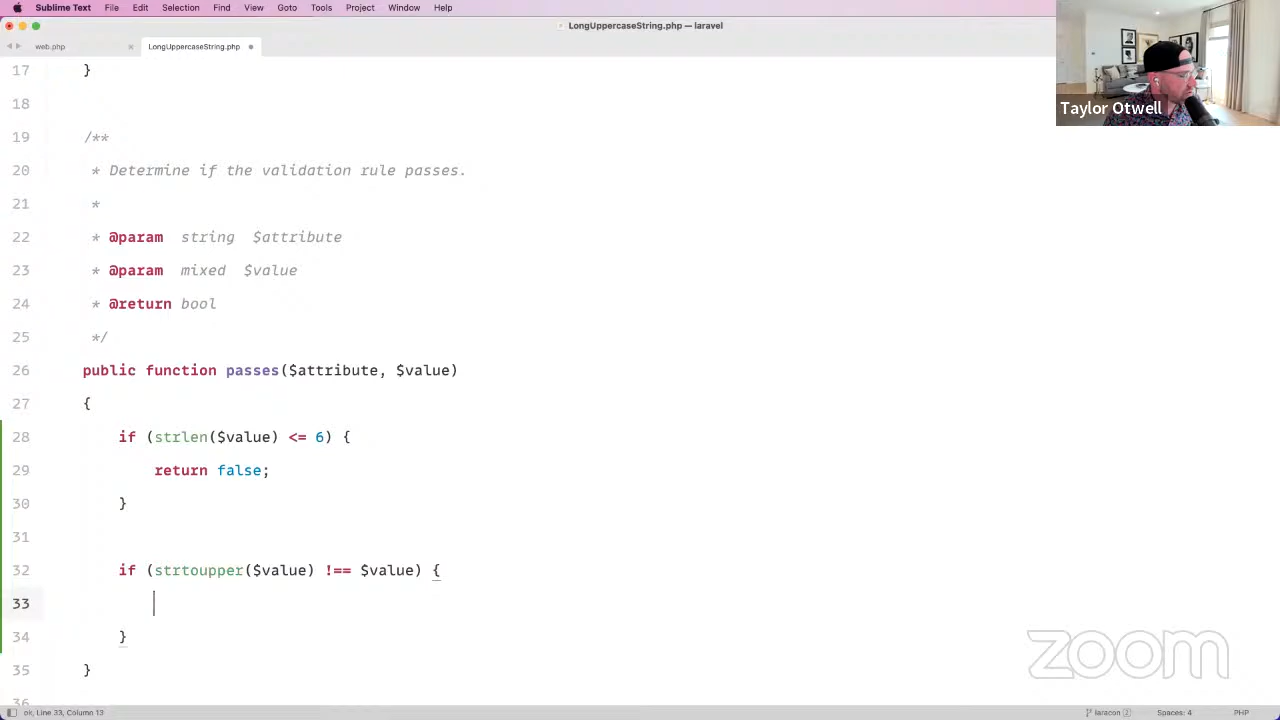 Sublime Text File Edit Selection Find View Goto Tools Project Window Help
LongUppercaseString.php — laravel
web.php × LongUppercaseString.php
17 }
18
19 /**
20 * Determine if the validation rule passes.
21 *
22 * @param string $attribute
23 * @param mixed $value
24 * @return bool
25 */
26 public function passes($attribute, $value)
27 {
28 if (strlen($value) <= 6) {
29 return false;
30 }
31
32 if (strtoupper($value) !== $value) {
33
34 }
35 }
36
Taylor Otwell
zoom
ok, Line 33, Column 13 laracon 2 Spaces: 4 PHP